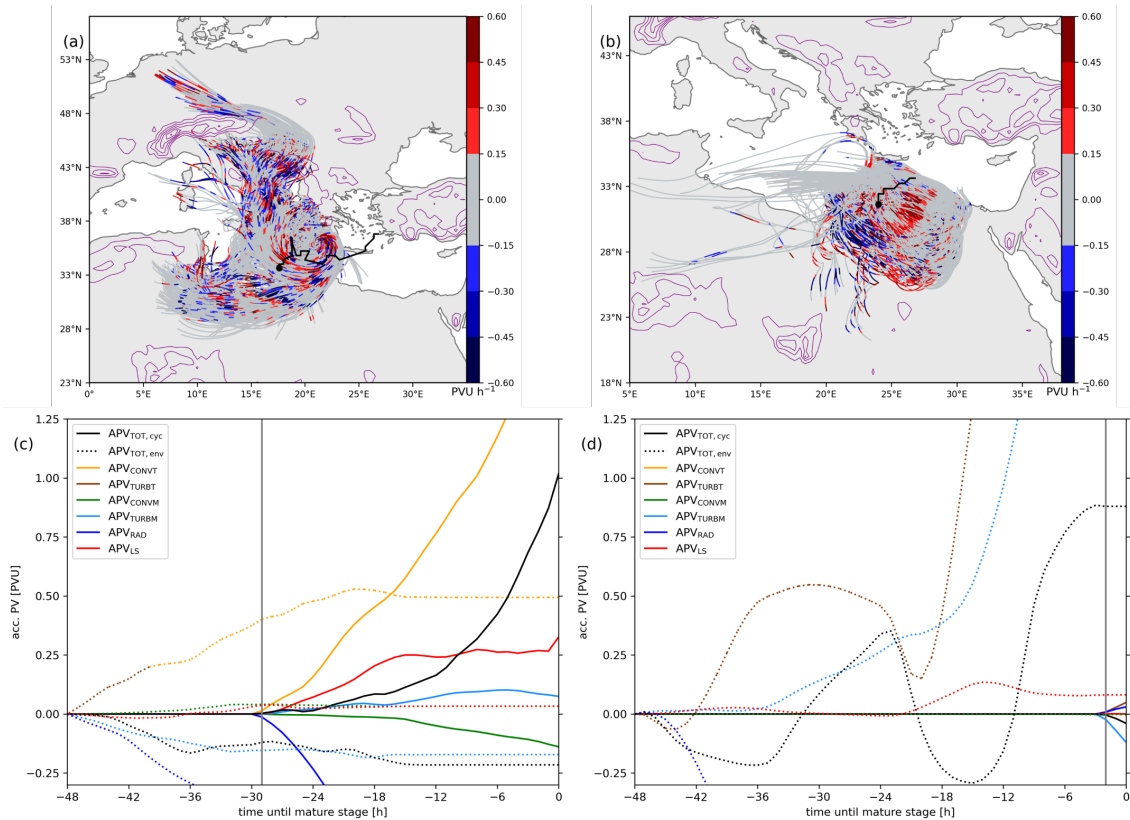 (a)
53°N
48°N
43°N
38°N
33°N
28°N
23°N
0°E 5°E 10°E 15°E 20°E 25°E 30°E
0.60
0.45
0.30
0.15
0.00
−0.15
−0.30
−0.45
−0.60
PVU h⁻¹
(b)
43°N
38°N
33°N
28°N
23°N
18°N
5°E 10°E 15°E 20°E 25°E 30°E 35°E
0.60
0.45
0.30
0.15
0.00
−0.15
−0.30
−0.45
−0.60
PVU h⁻¹
(c)
APV_TOT, cyc
APV_TOT, env
APV_CONVT
APV_TURBT
APV_CONVM
APV_TURBM
APV_RAD
APV_LS
acc. PV [PVU]
1.25
1.00
0.75
0.50
0.25
0.00
−0.25
−48 −42 −36 −30 −24 −18 −12 −6 0
time until mature stage [h]
(d)
APV_TOT, cyc
APV_TOT, env
APV_CONVT
APV_TURBT
APV_CONVM
APV_TURBM
APV_RAD
APV_LS
acc. PV [PVU]
1.25
1.00
0.75
0.50
0.25
0.00
−0.25
−48 −42 −36 −30 −24 −18 −12 −6 0
time until mature stage [h]